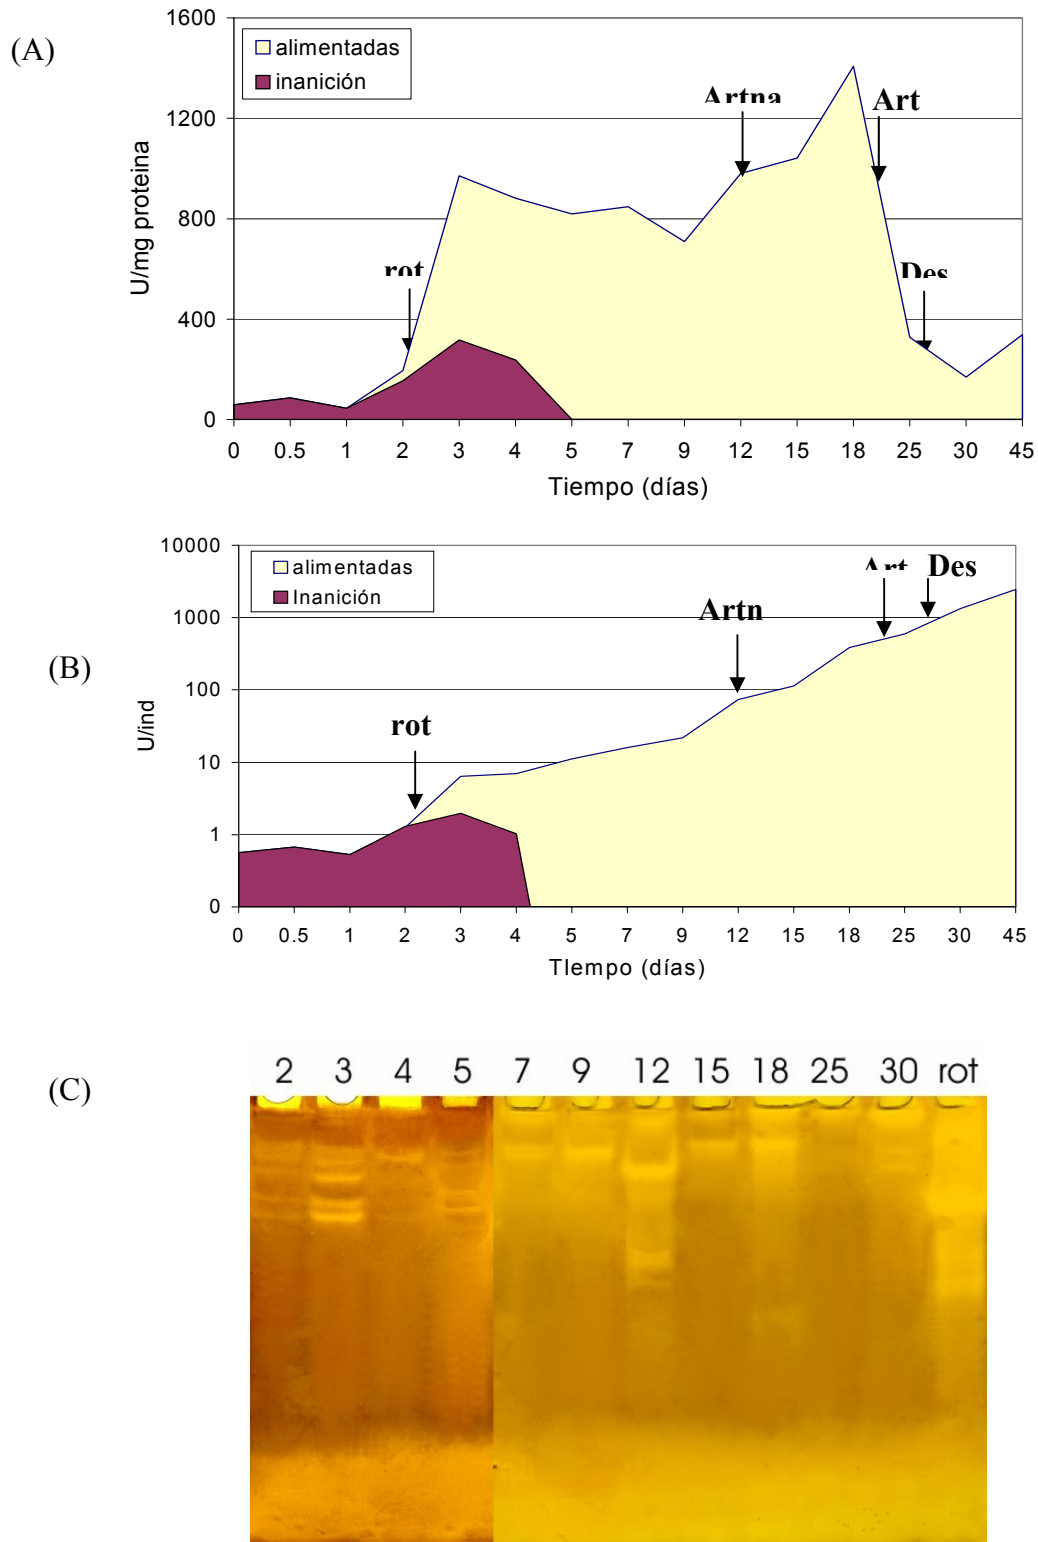 (A)
1600
1200
800
400
0
U/mg proteina
alimentadas
inanición
rot
Artna
Art
Des
0 0.5 1 2 3 4 5 7 9 12 15 18 25 30 45
Tiempo (días)
(B)
10000
1000
100
10
1
0
U/ind
alimentadas
Inanición
rot
Artn
Art
Des
0 0.5 1 2 3 4 5 7 9 12 15 18 25 30 45
TIempo (días)
(C)
2 3 4 5 7 9 12 15 18 25 30 rot